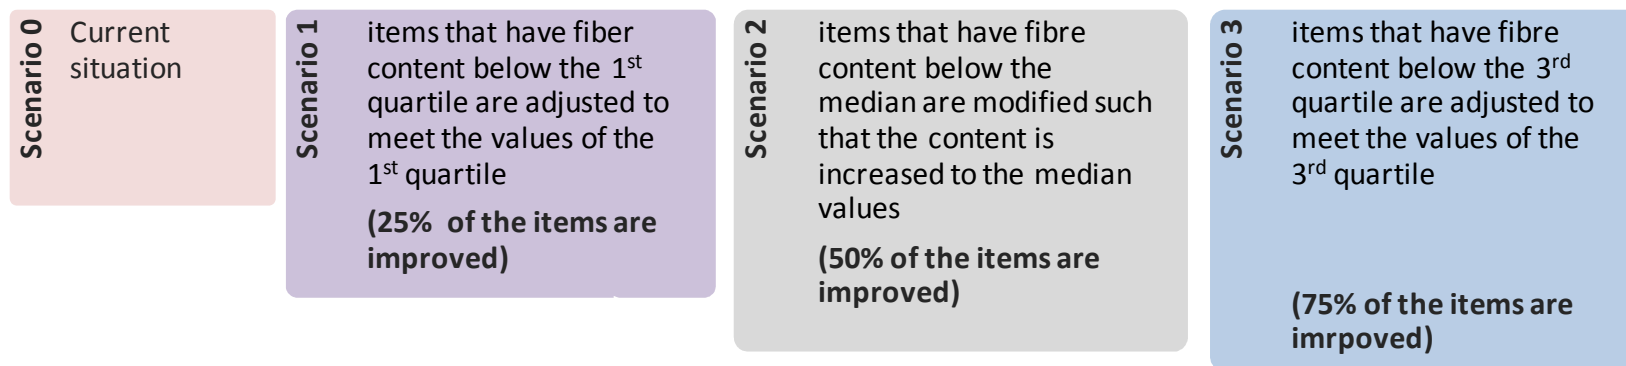 Scenario 0
Current
situation
Scenario 1
items that have fiber
content below the 1st
quartile are adjusted to
meet the values of the
1st quartile
(25% of the items are
improved)
Scenario 2
items that have fibre
content below the
median are modified such
that the content is
increased to the median
values
(50% of the items are
improved)
Scenario 3
items that have fibre
content below the 3rd
quartile are adjusted to
meet the values of the
3rd quartile
(75% of the items are
imrpoved)